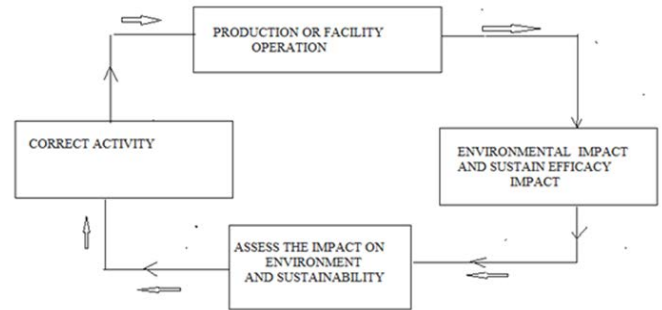 PRODUCTION OR FACILITY
OPERATION
CORRECT ACTIVITY
ENVIRONMENTAL IMPACT
AND SUSTAIN EFFICACY
IMPACT
ASSESS THE IMPACT ON
ENVIRONMENT
AND SUSTAINABILITY